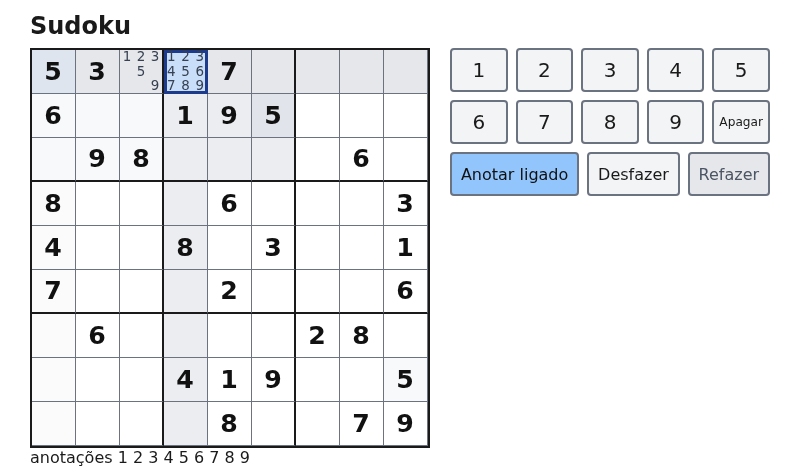 Sudoku
5 3 1 2 3 5 9 1 2 3 4 5 6 7 8 9 7
6 1 9 5
9 8 6
8 6 3
4 8 3 1
7 2 6
6 2 8
4 1 9 5
8 7 9
anotações 1 2 3 4 5 6 7 8 9
1 2 3 4 5
6 7 8 9 Apagar
Anotar ligado Desfazer Refazer